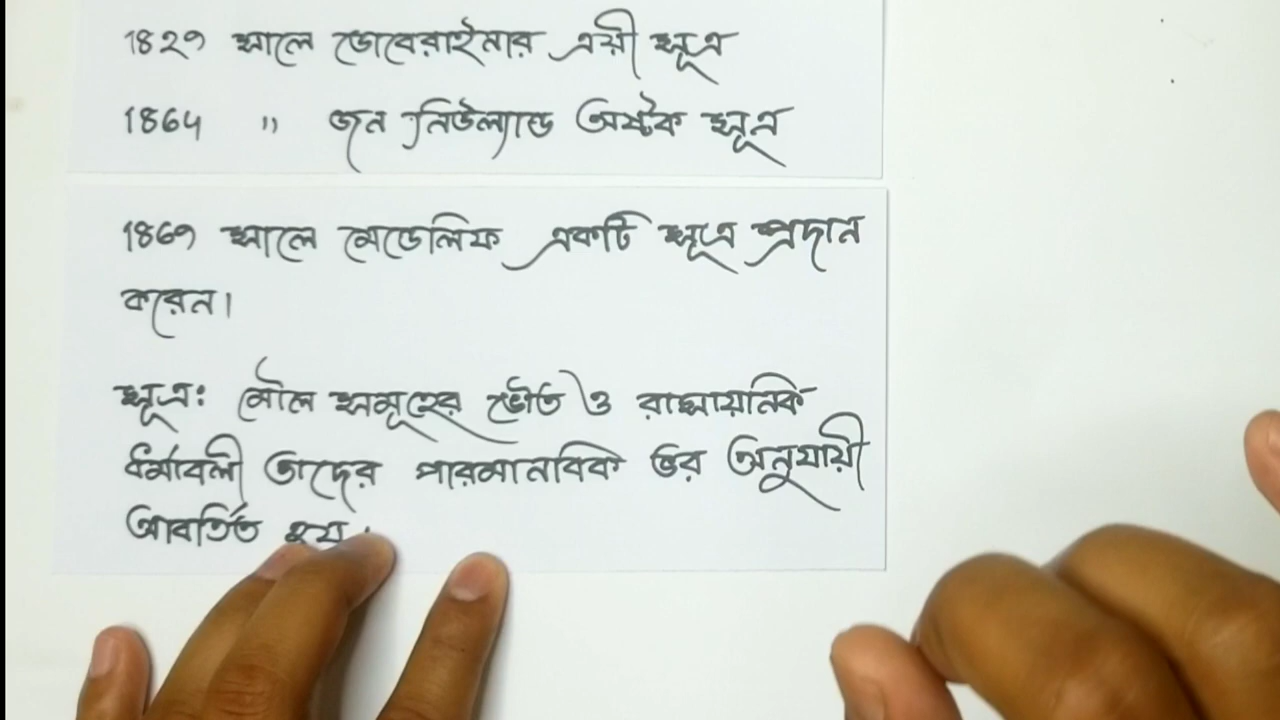 1829 সালে ডোবেরাইনার ত্রয়ী সূত্র
1864 " জন নিউল্যান্ড অষ্টক সূত্র
1869 সালে মেন্ডেলিফ একটি সূত্র প্রদান
করেন।
সূত্রঃ মৌল সমূহের ভৌত ও রাসায়নিক
ধর্মাবলী তাদের পারমানবিক ভর অনুযায়ী
আবর্তিত হয়।